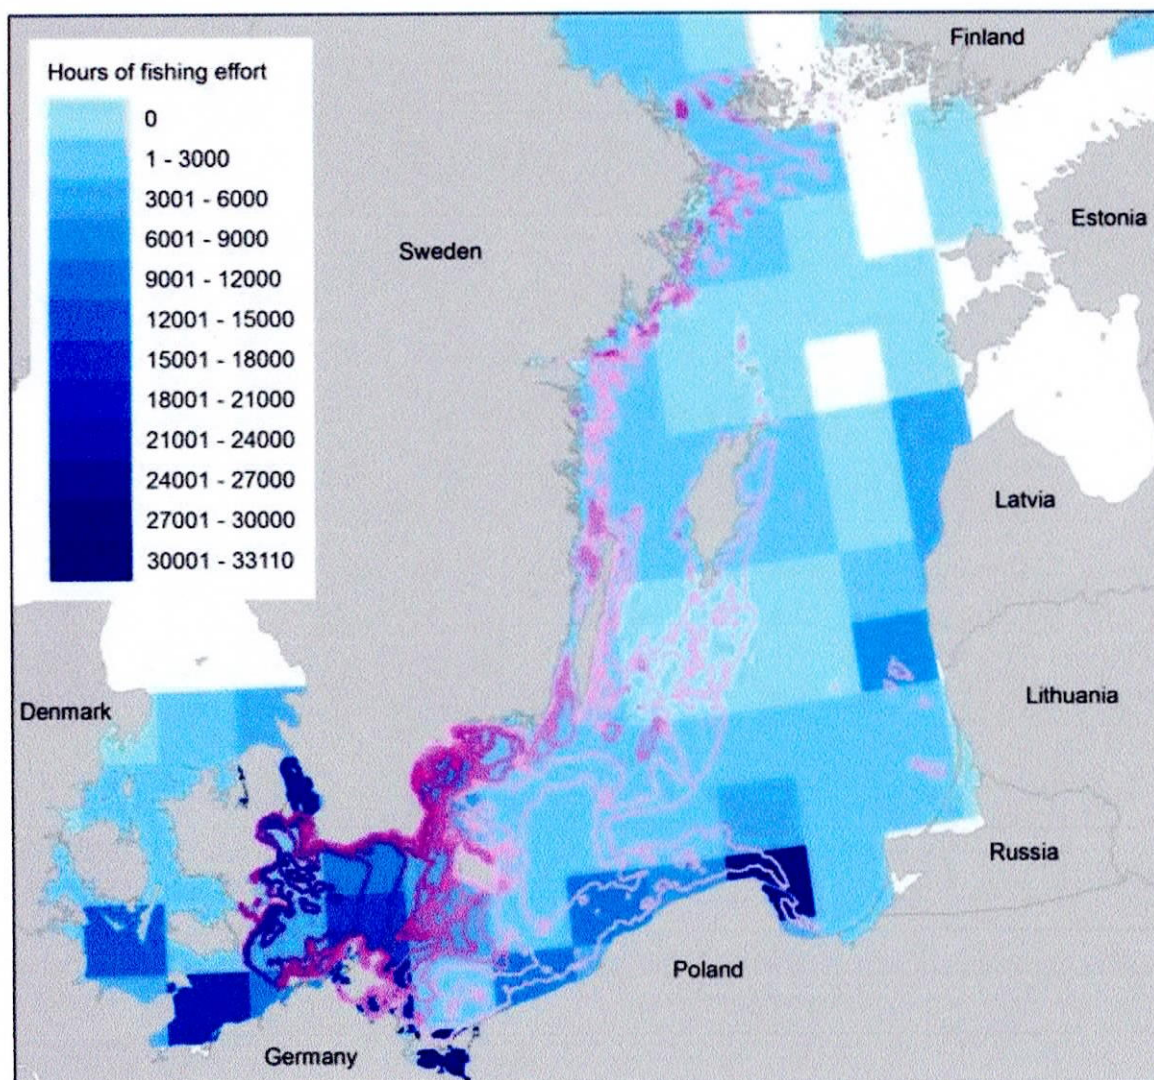 Finland
Hours of fishing effort
0
1 - 3000
3001 - 6000
6001 - 9000
9001 - 12000
12001 - 15000
15001 - 18000
18001 - 21000
21001 - 24000
24001 - 27000
27001 - 30000
30001 - 33110
Estonia
Sweden
Latvia
Lithuania
Denmark
Russia
Poland
Germany